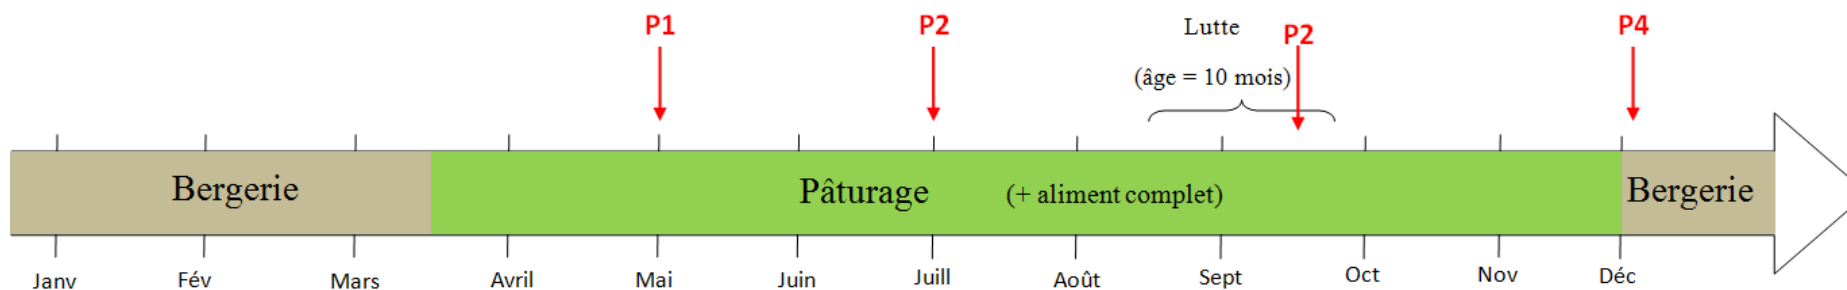 P1
P2
Lutte
P2
P4
(âge = 10 mois)
Bergerie
Pâturage
(+ aliment complet)
Bergerie
Janv
Fév
Mars
Avril
Mai
Juin
Juill
Août
Sept
Oct
Nov
Déc